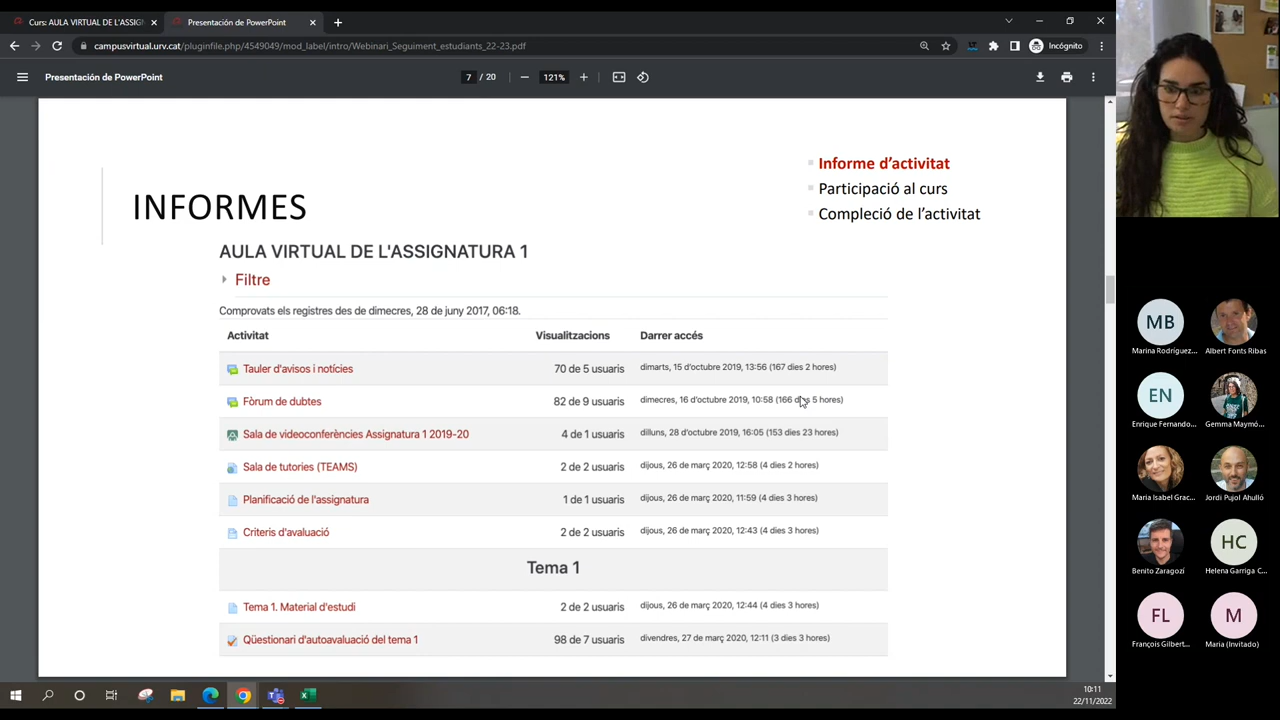 Curs: AULA VIRTUAL DE L'ASSIGN
Presentación de PowerPoint
campusvirtual.urv.cat/pluginfile.php/4549049/mod_label/intro/Webinari_Seguiment_estudiants_22-23.pdf
Incógnito
Presentación de PowerPoint
7 / 20
121%
Informe d'activitat
Participació al curs
Compleció de l'activitat
INFORMES
AULA VIRTUAL DE L'ASSIGNATURA 1
Filtre
Comprovats els registres des de dimecres, 28 de juny 2017, 06:18.
Activitat Visualitzacions Darrer accés
Tauler d'avisos i notícies 70 de 5 usuaris dimarts, 15 d'octubre 2019, 13:56 (167 dies 2 hores)
Fòrum de dubtes 82 de 9 usuaris dimecres, 16 d'octubre 2019, 10:58 (166 dies 5 hores)
Sala de videoconferències Assignatura 1 2019-20 4 de 1 usuaris dilluns, 28 d'octubre 2019, 16:05 (153 dies 23 hores)
Sala de tutories (TEAMS) 2 de 2 usuaris dijous, 26 de març 2020, 12:58 (4 dies 2 hores)
Planificació de l'assignatura 1 de 1 usuaris dijous, 26 de març 2020, 11:59 (4 dies 3 hores)
Criteris d'avaluació 2 de 2 usuaris dijous, 26 de març 2020, 12:43 (4 dies 3 hores)
Tema 1
Tema 1. Material d'estudi 2 de 2 usuaris dijous, 26 de març 2020, 12:44 (4 dies 3 hores)
Qüestionari d'autoavaluació del tema 1 98 de 7 usuaris divendres, 27 de març 2020, 12:11 (3 dies 3 hores)
MB
Marina Rodríguez... Albert Fonts Ribas
EN
Enrique Fernando... Gemma Maymó...
Maria Isabel Grac... Jordi Pujol Ahulló
HC
Benito Zaragozí Helena Garriga C...
FL M
François Gilbert... Maria (Invitado)
10:11
22/11/2022